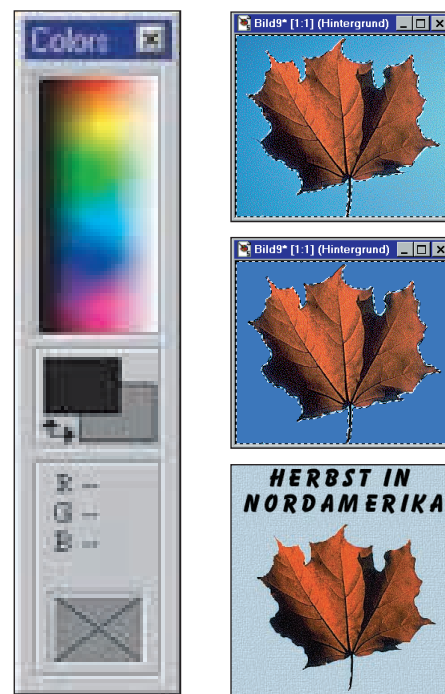 Colors
R --
G --
B --
Bild9* [1:1] (Hintergrund)
Bild9* [1:1] (Hintergrund)
HERBST IN
NORDAMERIKA